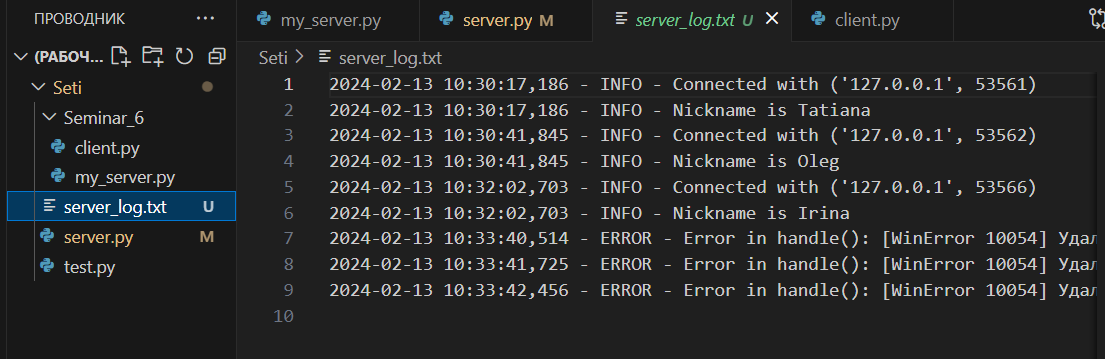 ПРОВОДНИК ...
(РАБОЧ...
Seti
Seminar_6
client.py
my_server.py
server_log.txt U
server.py M
test.py
my_server.py
server.py M
server_log.txt U
client.py
Seti > server_log.txt
1 2024-02-13 10:30:17,186 - INFO - Connected with ('127.0.0.1', 53561)
2 2024-02-13 10:30:17,186 - INFO - Nickname is Tatiana
3 2024-02-13 10:30:41,845 - INFO - Connected with ('127.0.0.1', 53562)
4 2024-02-13 10:30:41,845 - INFO - Nickname is Oleg
5 2024-02-13 10:32:02,703 - INFO - Connected with ('127.0.0.1', 53566)
6 2024-02-13 10:32:02,703 - INFO - Nickname is Irina
7 2024-02-13 10:33:40,514 - ERROR - Error in handle(): [WinError 10054] Удал
8 2024-02-13 10:33:41,725 - ERROR - Error in handle(): [WinError 10054] Удал
9 2024-02-13 10:33:42,456 - ERROR - Error in handle(): [WinError 10054] Удал
10